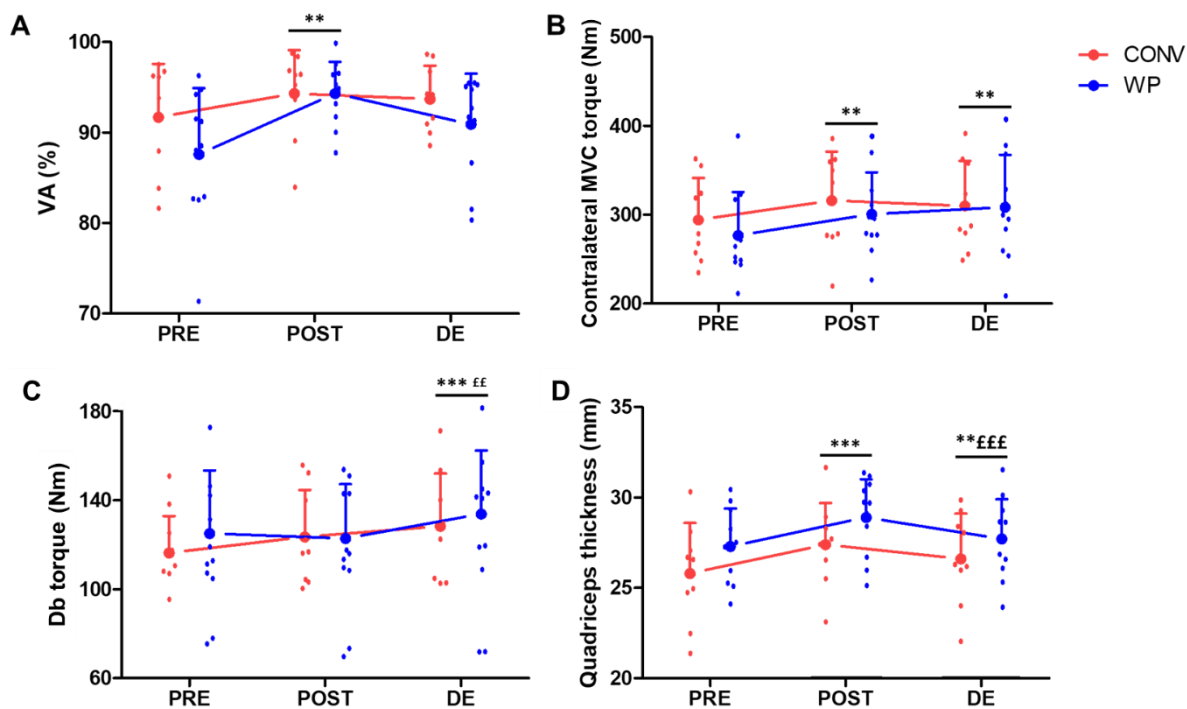 A
VA (%)
100
90
80
70
**
PRE POST DE
B
Contralateral MVC torque (Nm)
500
400
300
200
** **
PRE POST DE
CONV
WP
C
Db torque (Nm)
180
140
100
60
*** ££
PRE POST DE
D
Quadriceps thickness (mm)
35
30
25
20
*** **£££
PRE POST DE